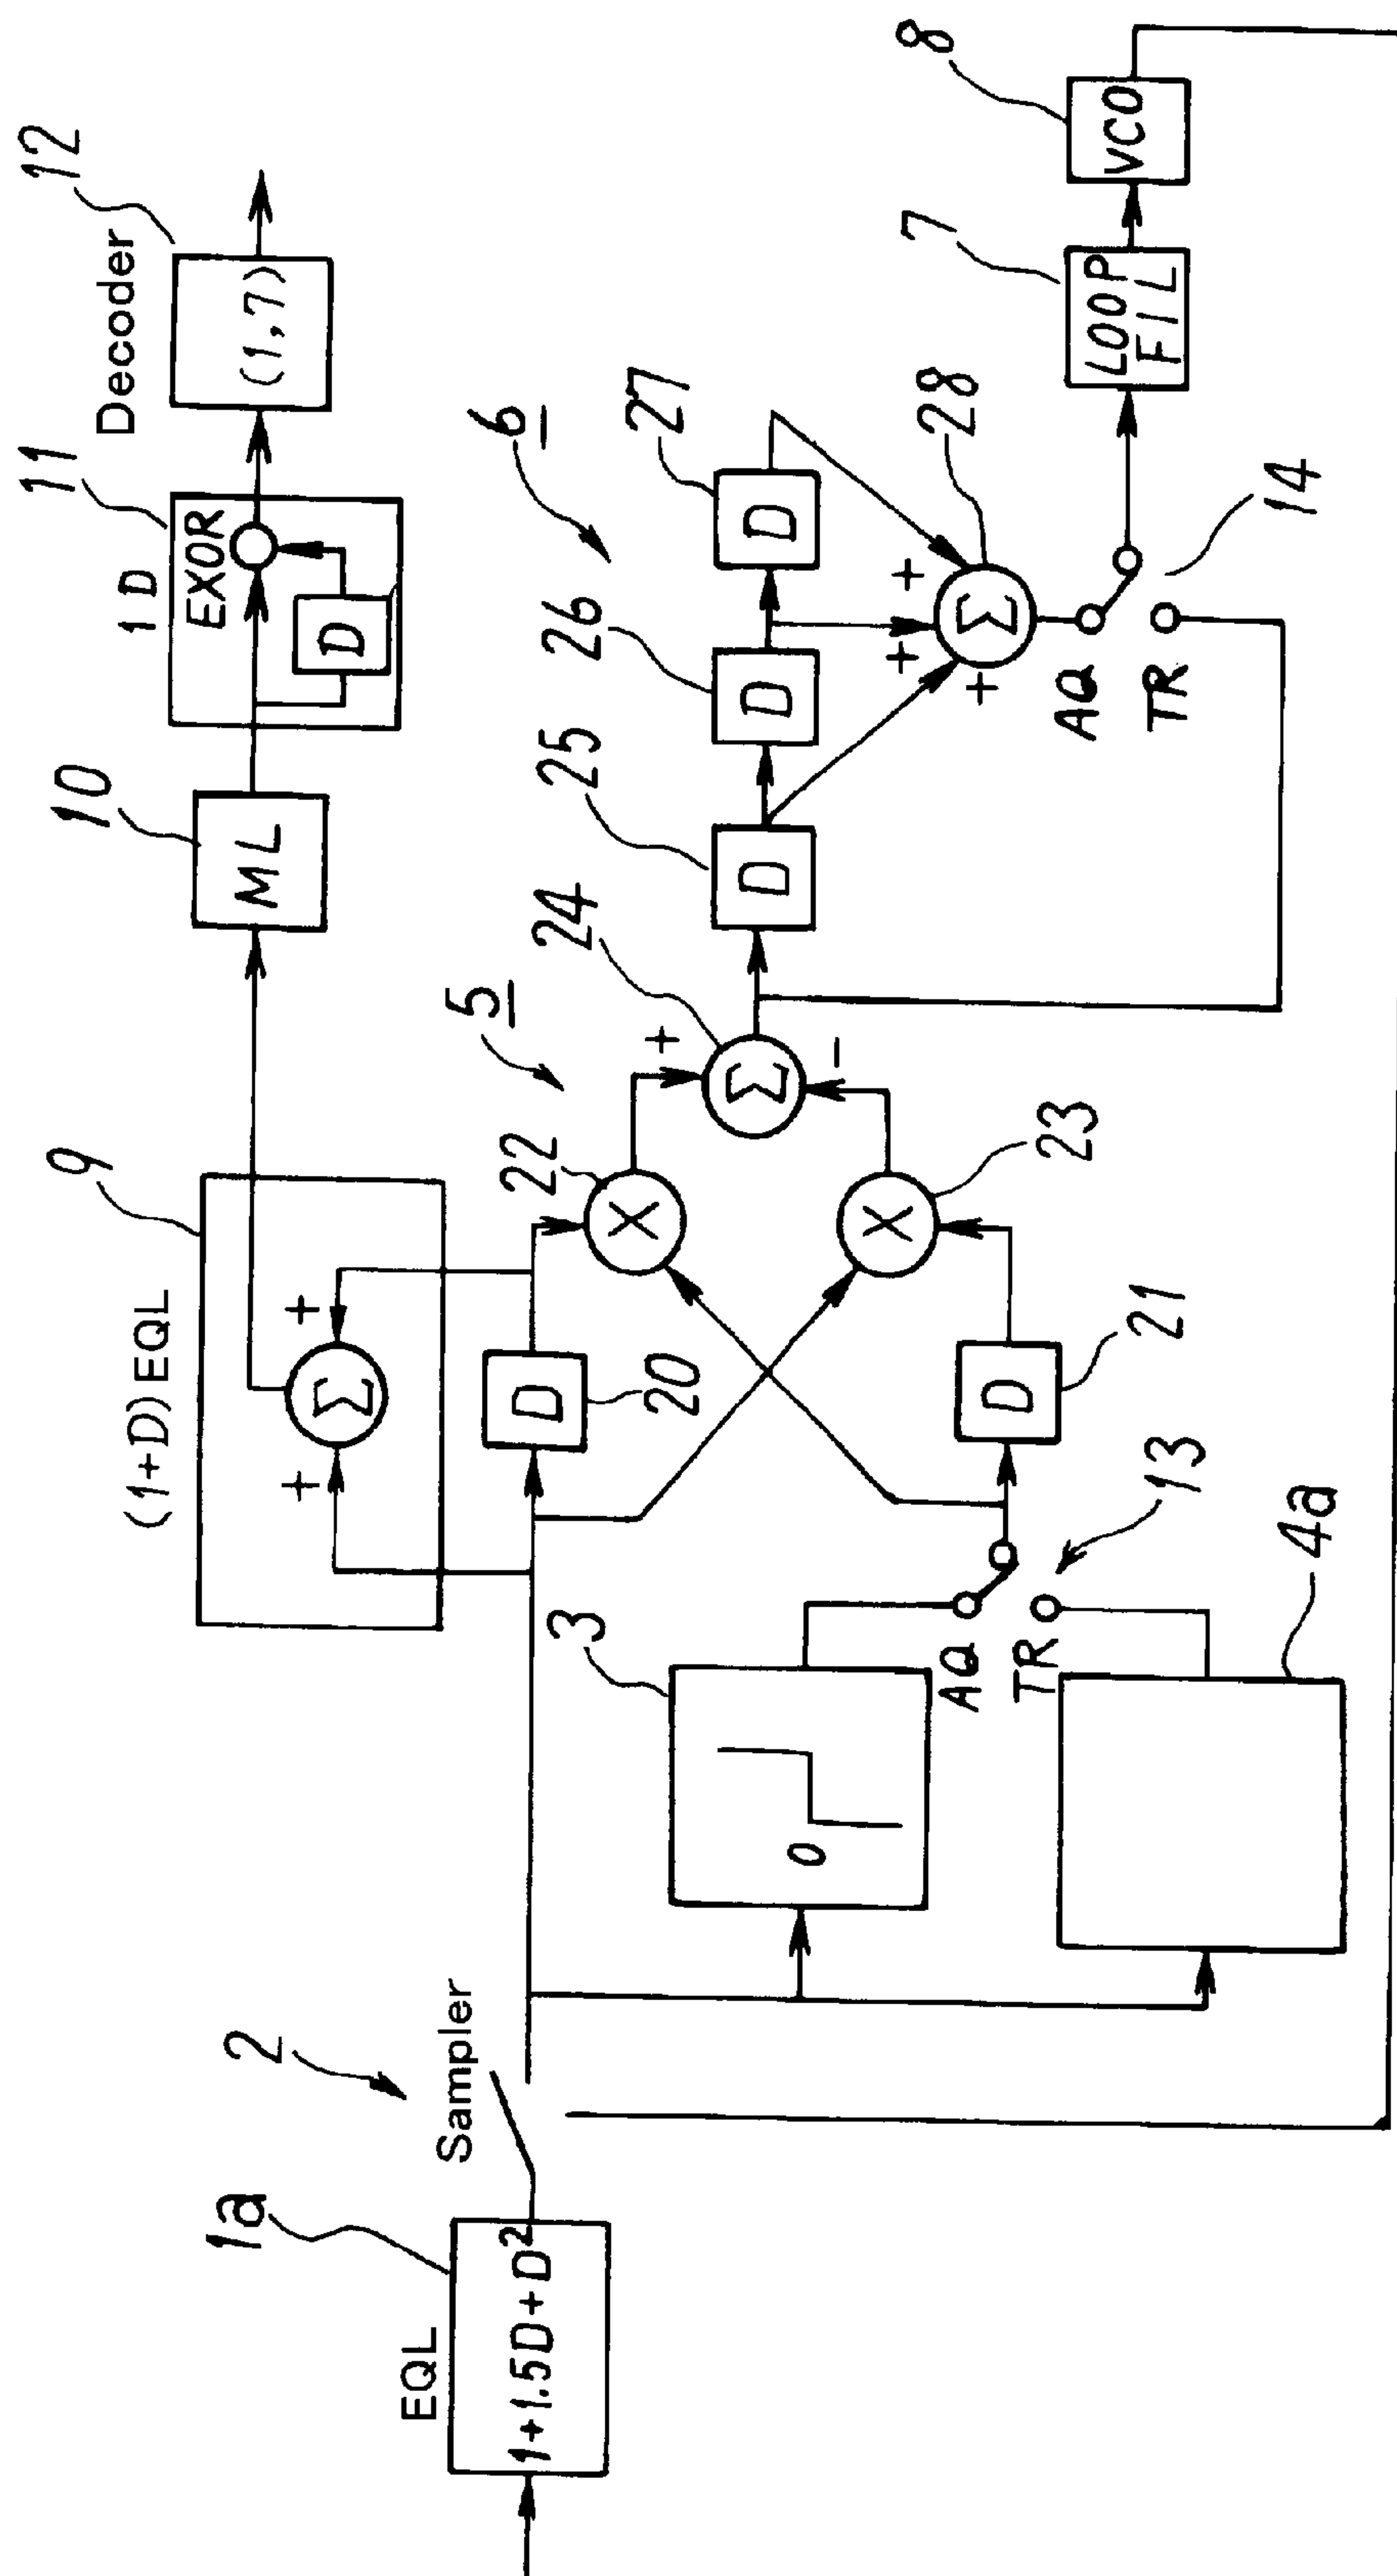 1a
EQL
1+1.5D+D²
2
Sampler
3
0
AQ
TR
13
4a
9
(1+D) EQL
+
Σ
+
D
20
D
21
5
22
X
23
X
24
+
Σ
-
10
ML
11
1D
EXOR
D
Decoder
12
(1,7)
6
25
D
26
D
27
D
+
+
+
Σ
28
AQ
TR
14
7
LOOP
FIL
8
VCO